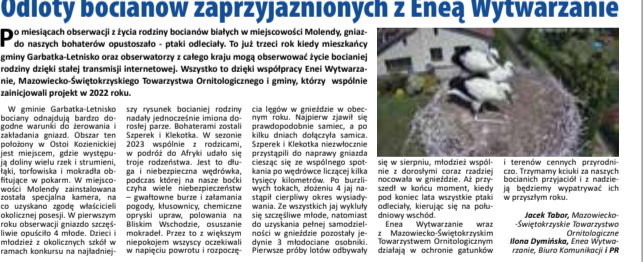 Odloty bocianów zaprzyjaźnionych z Eneą Wytwarzanie
Po miesiącach obserwacji z życia rodziny bocianów białych w miejscowości Molendy, gniaz-
do naszych bohaterów opustoszało - ptaki odleciały. To już trzeci rok kiedy mieszkańcy
gminy Garbatka-Letnisko oraz obserwatorzy z całego kraju mogą obserwować życie bocianiej
rodziny dzięki stałej transmisji internetowej. Wszystko to dzięki współpracy Enei Wytwarza-
nie, Mazowiecko-Świętokrzyskiego Towarzystwa Ornitologicznego i gminy, którzy wspólnie
zainicjowali projekt w 2022 roku.
W gminie Garbatka-Letnisko
bociany odnajdują bardzo do-
godne warunki do żerowania i
zakładania gniazd. Obszar ten
położony w Ostoi Kozienickiej
jest miejscem, gdzie występu-
ją doliny wielu rzek i strumieni,
łąki, torfowiska i mokradła ob-
fitujące w pokarm. W miejsco-
wości Molendy zainstalowana
została specjalna kamera, na
co uzyskano zgodę właścicieli
okolicznej posesji. W pierwszym
roku obserwacji gniazdo szczęś-
liwie opuściło 4 młode. Dzieci i
młodzież z okolicznych szkół w
ramach konkursu na najładniej-
szy rysunek bocianiej rodziny
nadały jednocześnie imiona do-
rosłej parze. Bohaterami zostali
Szperek i Klekotka. W sezonie
2023 wspólnie z rodzicami,
w podróż do Afryki udało się
troje rodzeństwa. Jest to dłu-
ga i niebezpieczna wędrówka,
podczas której na nasze boćki
czyha wiele niebezpieczeństw
– gwałtowne burze i załamania
pogody, kłusownicy, chemiczne
opryski upraw, polowania na
Bliskim Wschodzie, osuszanie
mokradeł. Przez to z większym
niepokojem wszyscy oczekiwali
w napięciu powrotu i rozpoczę-
cia lęgów w gnieździe w obec-
nym roku. Najpierw zjawił się
prawdopodobnie samiec, a po
kilku dniach dołączyła samica.
Szperek i Klekotka niezwłocznie
przystąpili do naprawy gniazda
ciesząc się ze wspólnego spot-
kania po wędrówce liczącej kilka
tysięcy kilometrów. Po burzli-
wych tokach, złożeniu 4 jaj na-
stąpił cierpliwy okres wysiady-
wania. Ze wszystkich jaj wykluły
się szczęśliwie młode, natomiast
do uzyskania pełnej samodziel-
ności w gnieździe pozostały je-
dynie 3 młodociane osobniki.
Pierwsze próby lotów odbywały
się w sierpniu, młodzież wspól-
nie z dorosłymi coraz rzadziej
nocowała w gnieździe. Aż przy-
szedł w końcu moment, kiedy
pod koniec lata wszystkie ptaki
odleciały, kierując się na połu-
dniowy wschód.
Enea Wytwarzanie wraz
z Mazowiecko-Świętokrzyskim
Towarzystwem Ornitologicznym
działają w ochronie gatunków
i terenów cennych przyrodni-
czo. Trzymamy kciuki za naszych
bocianich przyjaciół i z nadzie-
ją będziemy wypatrywać ich
w przyszłym roku.
Jacek Tabor, Mazowiecko-
-Świętokrzyskie Towarzystwo
Ornitologiczne
Ilona Dymińska, Enea Wytwa-
rzanie, Biuro Komunikacji i PR